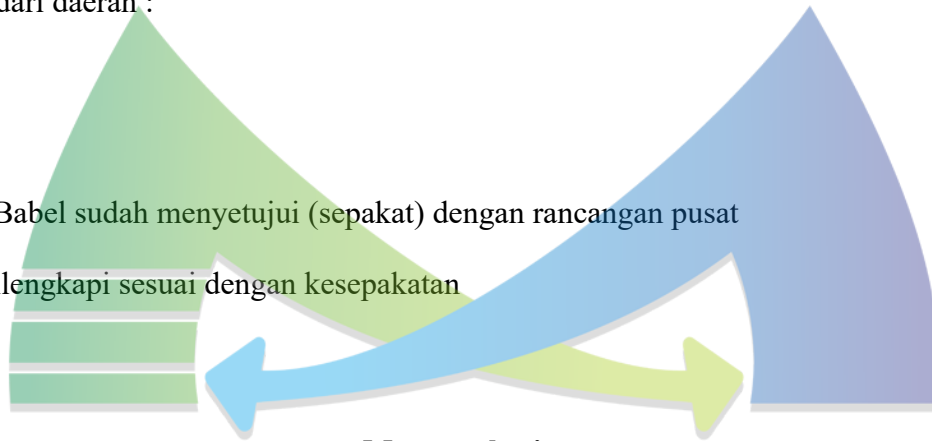 dari daerah :
Babel sudah menyetujui (sepakat) dengan rancangan pusat
lengkapi sesuai dengan kesepakatan